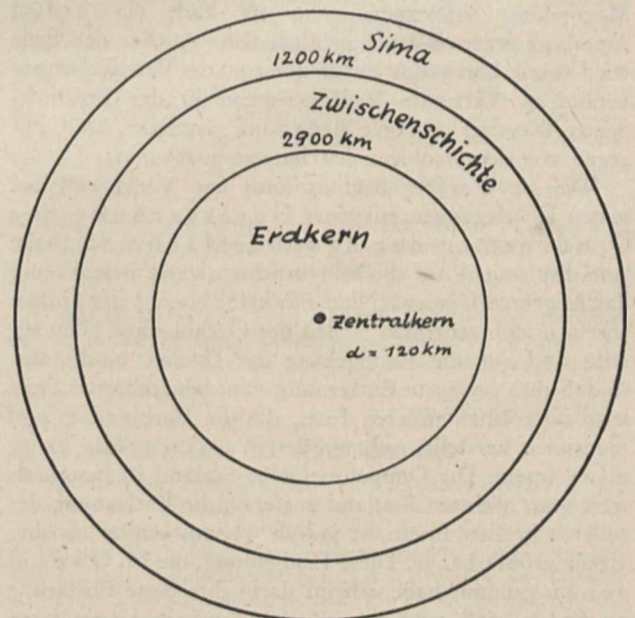 Sima
1200 km
Zwischenschichte
2900 km
Erdkern
Zentralkern
d = 120 km